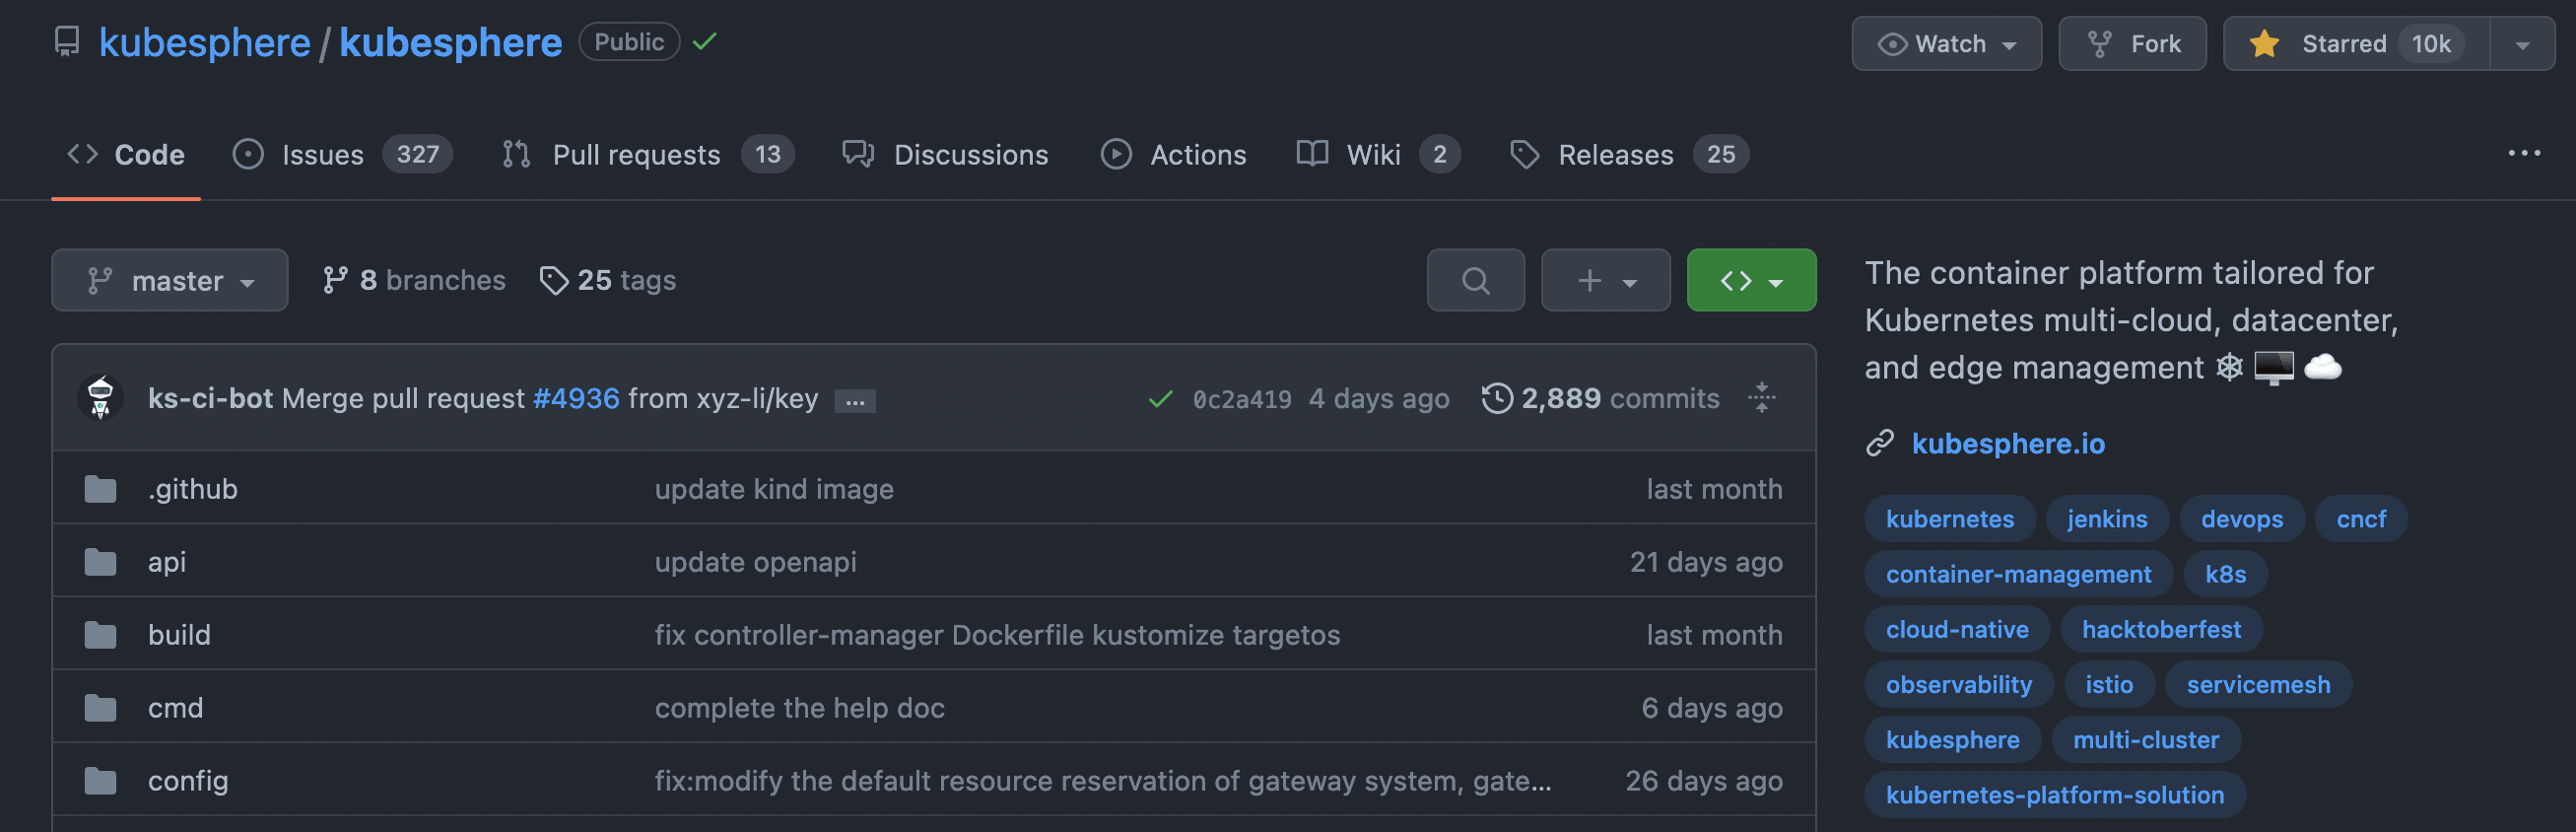 kubesphere / kubesphere Public
Watch Fork Starred 10k
Code Issues 327 Pull requests 13 Discussions Actions Wiki 2 Releases 25 ...
master 8 branches 25 tags
ks-ci-bot Merge pull request #4936 from xyz-li/key ... 0c2a419 4 days ago 2,889 commits
.github update kind image last month
api update openapi 21 days ago
build fix controller-manager Dockerfile kustomize targetos last month
cmd complete the help doc 6 days ago
config fix:modify the default resource reservation of gateway system, gate... 26 days ago
The container platform tailored for
Kubernetes multi-cloud, datacenter,
and edge management ⎈ 🖥 ☁️
kubesphere.io
kubernetes jenkins devops cncf
container-management k8s
cloud-native hacktoberfest
observability istio servicemesh
kubesphere multi-cluster
kubernetes-platform-solution